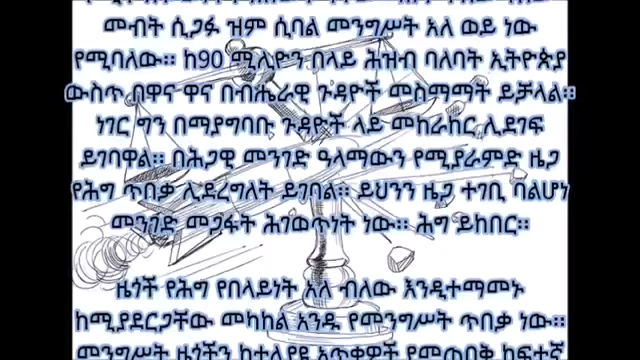 መብት ሲጋፉ ዝም ሲባል መንግሥት አለ ወይ ነው
የሚባለው። ከ90 ሚሊዮን በላይ ሕዝብ ባለባት ኢትዮጵያ
ውስጥ በዋና ዋና በብሔራዊ ጉዳዮች መስማማት ይቻላል።
ነገር ግን በማያግባቡ ጉዳዮች ላይ መከራከር ሊደገፍ
ይገባዋል። በሕጋዊ መንገድ ዓላማውን የሚያራምድ ዜጋ
የሕግ ጥበቃ ሊደረግለት ይገባል። ይህንን ዜጋ ተገቢ ባልሆነ
መንገድ መጋፋት ሕገወጥነት ነው። ሕግ ይከበር።
ዜጎች የሕግ የበላይነት አለ ብለው እንዲተማመኑ
ከሚያደርጋቸው መካከል አንዱ የመንግሥት ጥበቃ ነው።
መንግሥት ዜጎችን ከተለያዩ አጥቂዎች የመጠበቅ ከፍተኛ